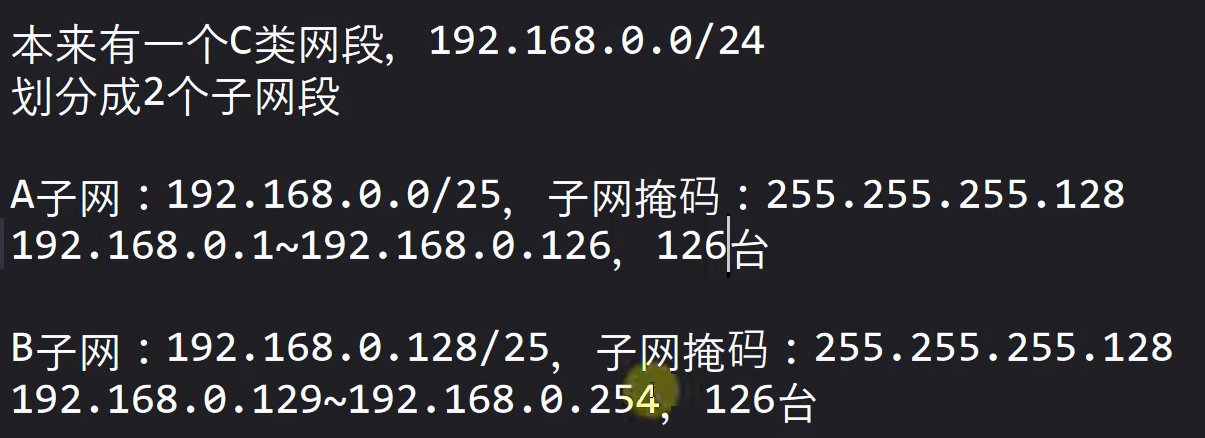 本来有一个C类网段，192.168.0.0/24
划分成2个子网段
A子网：192.168.0.0/25，子网掩码：255.255.255.128
192.168.0.1~192.168.0.126，126台
B子网：192.168.0.128/25，子网掩码：255.255.255.128
192.168.0.129~192.168.0.254，126台